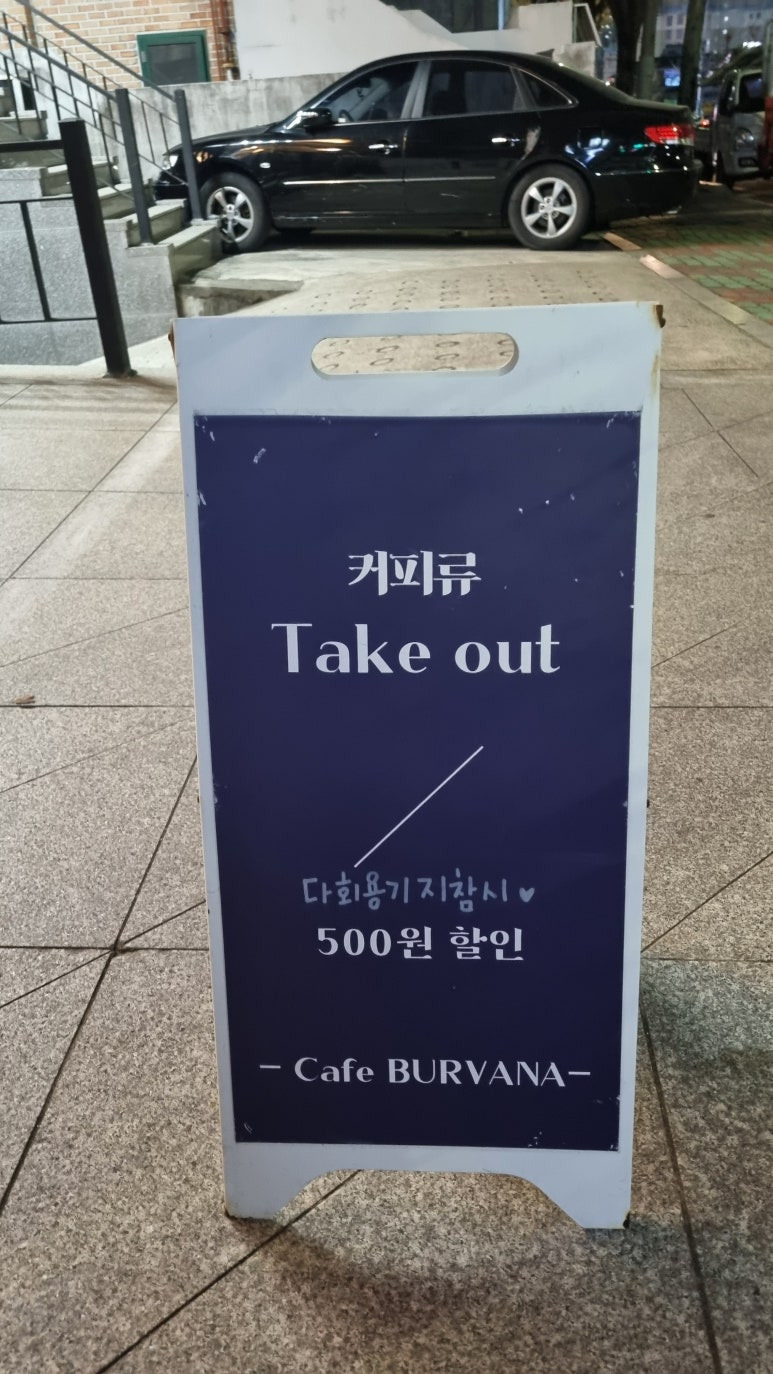 커피류
Take out
다회용기 지참시 ♥
500원 할인
- Cafe BURVANA -